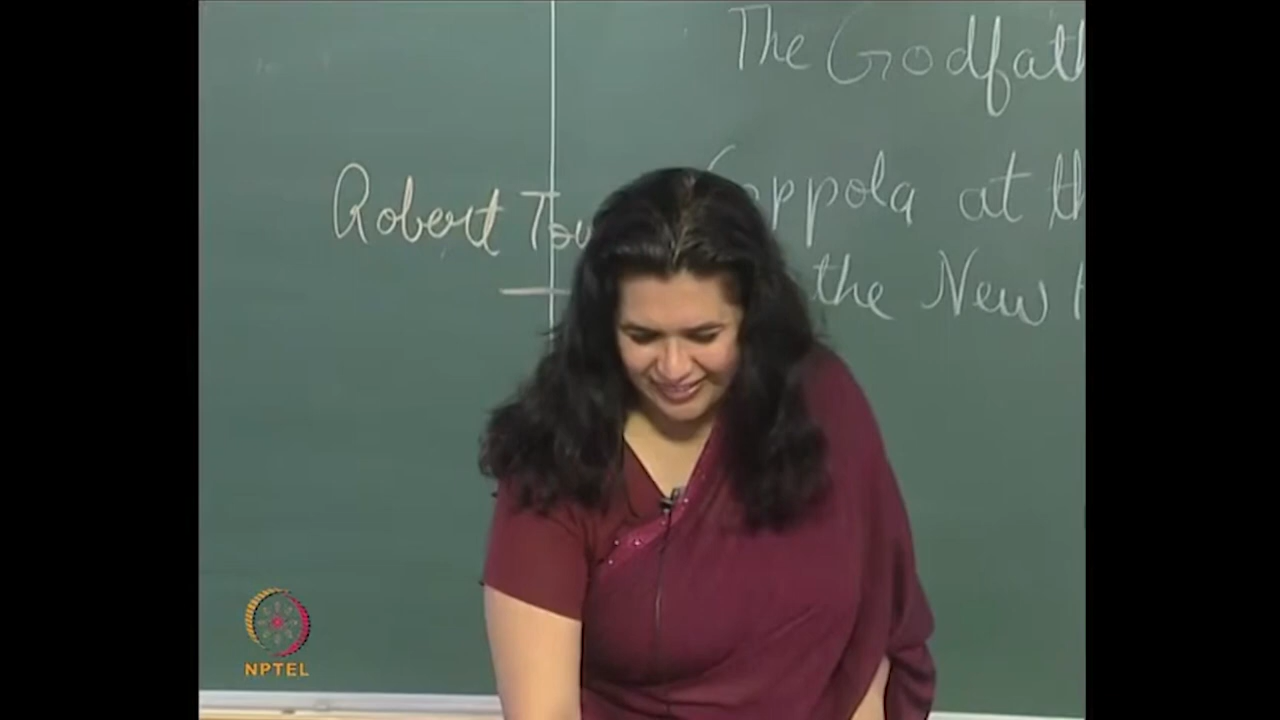 The Godfath
Robert Tow
Coppola at th
the New
NPTEL